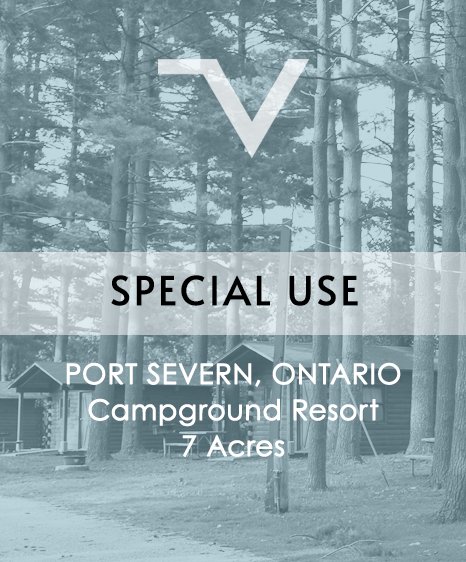 SPECIAL USE
PORT SEVERN, ONTARIO
Campground Resort
7 Acres